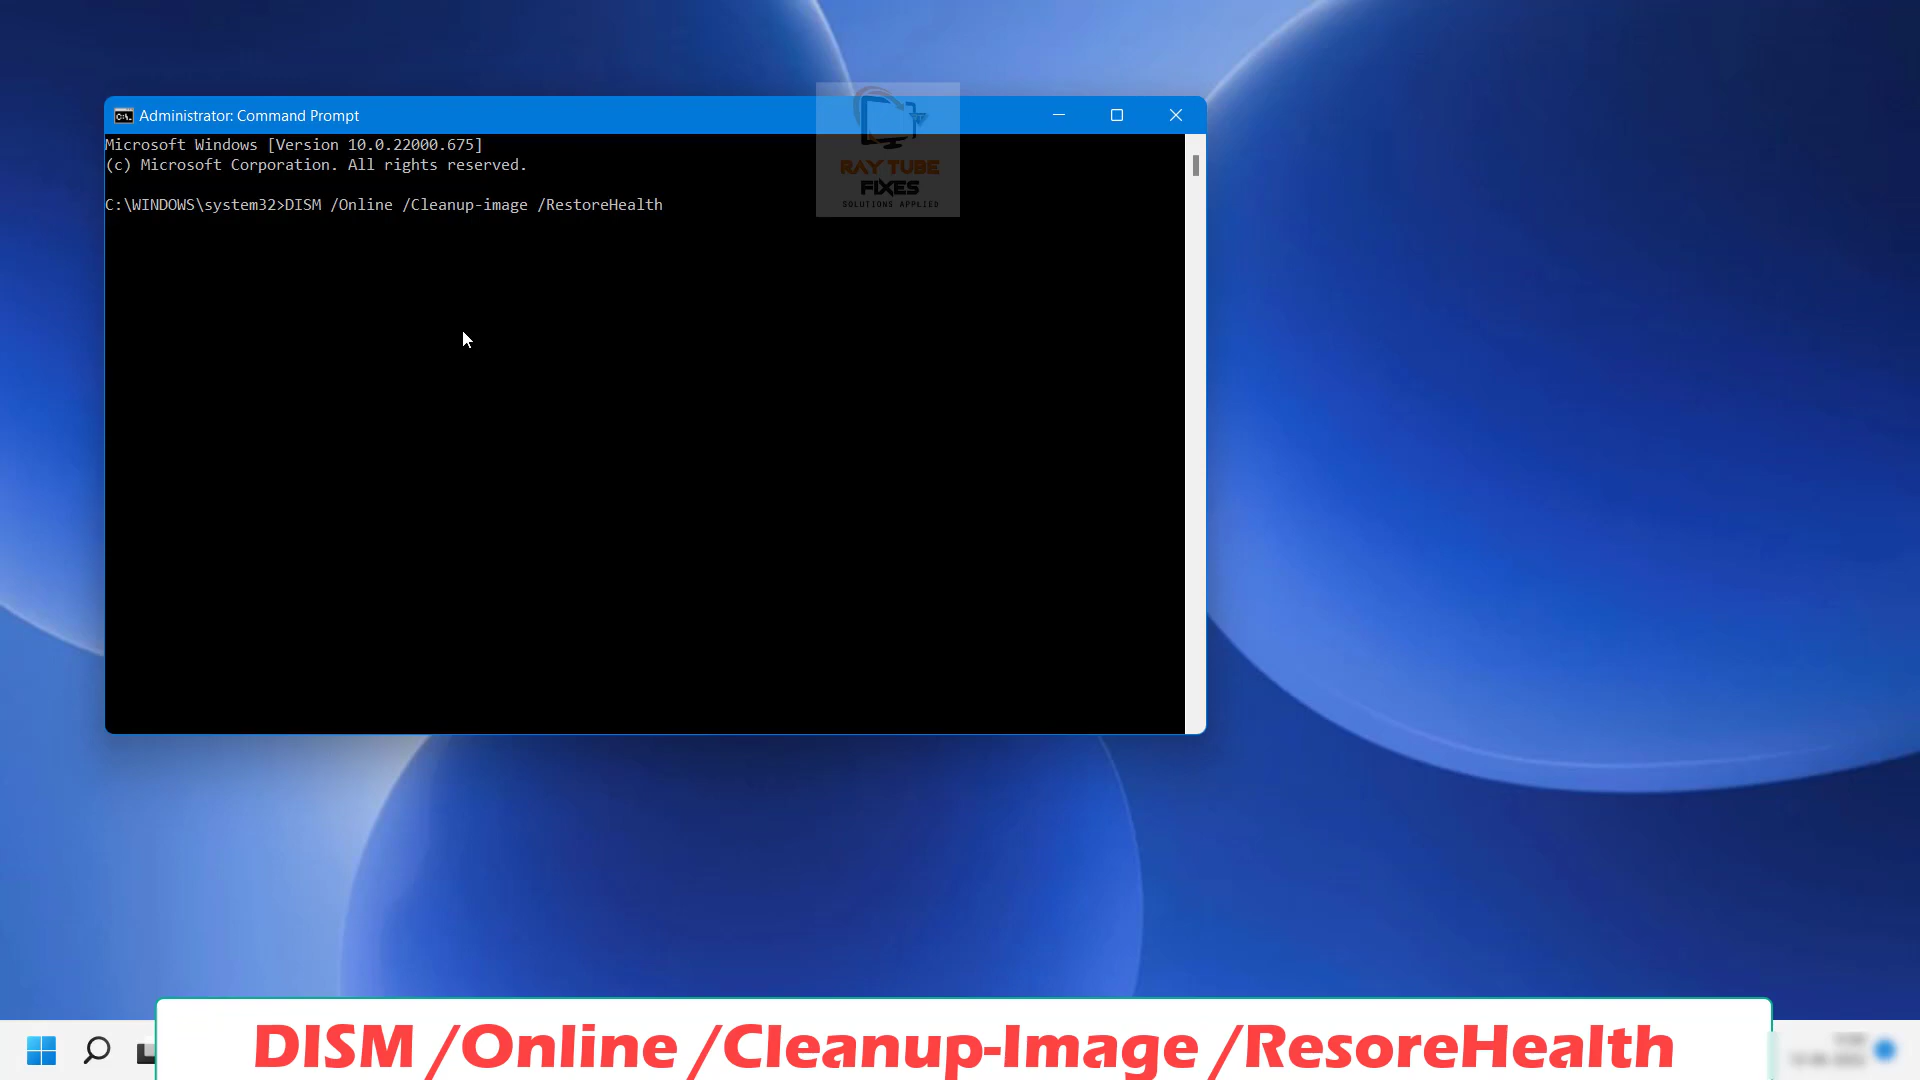 Administrator: Command Prompt
Microsoft Windows [Version 10.0.22000.675]
(c) Microsoft Corporation. All rights reserved.
C:\WINDOWS\system32>DISM /Online /Cleanup-image /RestoreHealth
RAY TUBE
FIXES
SOLUTIONS APPLIED
DISM /Online /Cleanup-Image /ResoreHealth